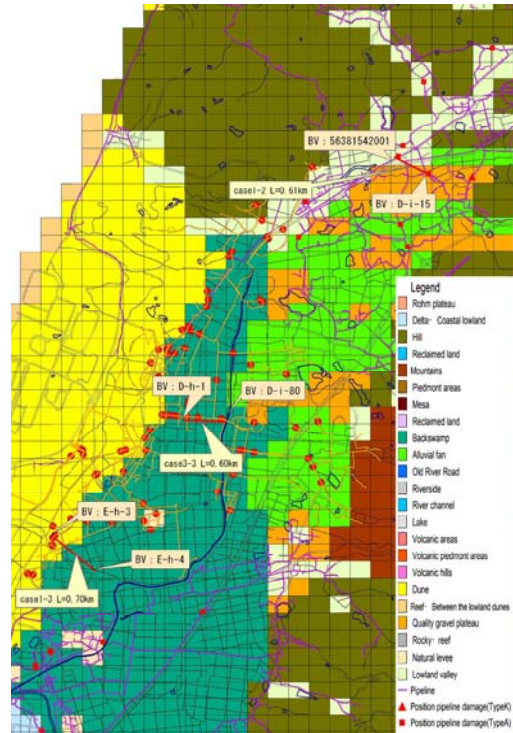 BV : 56381542001
case1-2 L=0.61km
BV : D-i-15
BV : D-h-1
BV : D-i-80
case3-3 L=0.60km
BV : E-h-3
BV : E-h-4
case1-3 L=0.70km
Legend
Rohm plateau
Delta· Coastal lowland
Hill
Reclaimed land
Mountains
Piedmont areas
Mesa
Reclaimed land
Backswamp
Alluvial fan
Old River Road
Riverside
River channel
Lake
Volcanic areas
Volcanic piedmont areas
Volcanic hills
Dune
Reef· Between the lowland dunes
Quality gravel plateau
Rocky· reef
Natural levee
Lowland valley
Pipeline
Position pipeline damage(TypeK)
Position pipeline damage(TypeA)